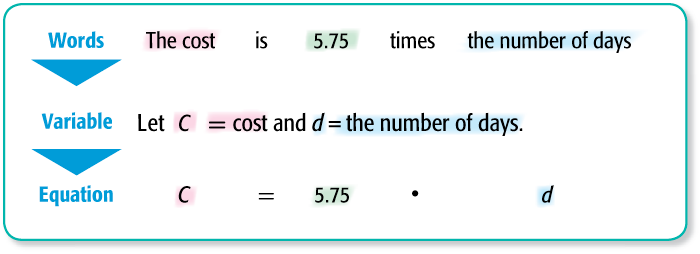 Words The cost is 5.75 times the number of days
Variable Let C = cost and d = the number of days.
Equation C = 5.75 • d